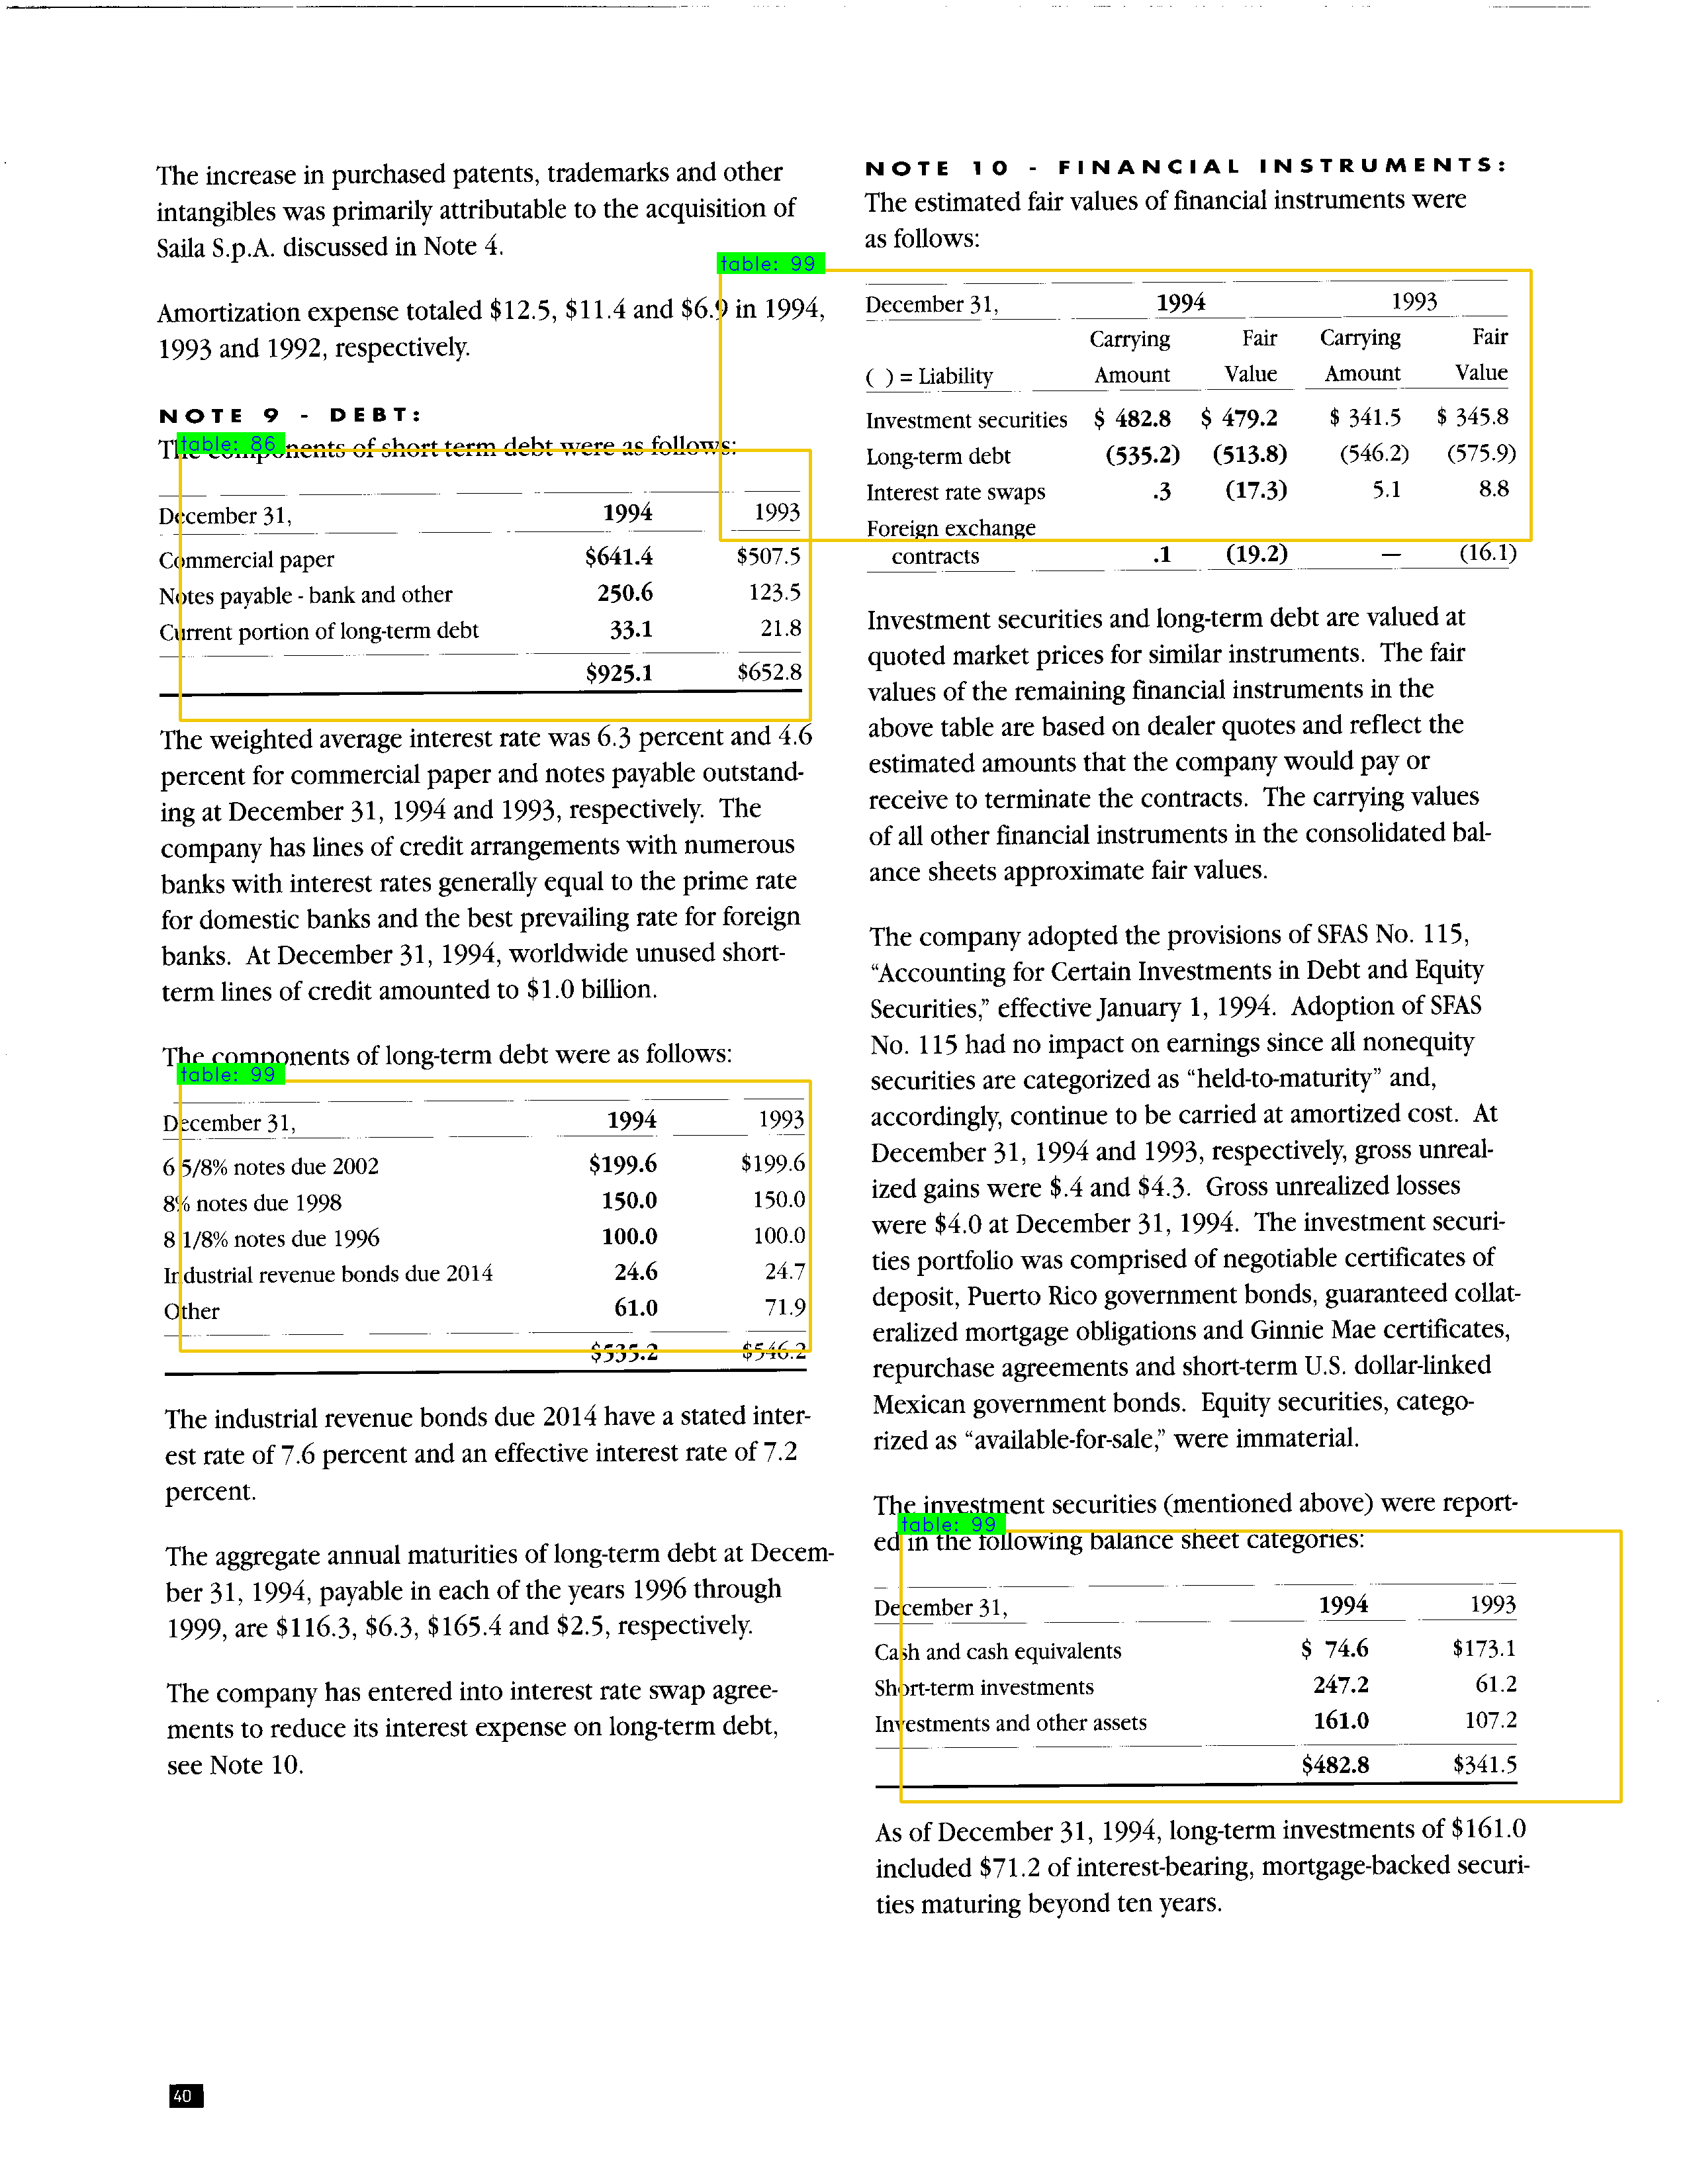 The increase in purchased patents, trademarks and other
intangibles was primarily attributable to the acquisition of
Saila S.p.A. discussed in Note 4.
Amortization expense totaled $12.5, $11.4 and $6.9 in 1994,
1993 and 1992, respectively.
NOTE 9 - DEBT:
table: 86
The components of short term debt were as follows:
December 31, 1994 1993
Commercial paper $641.4 $507.5
Notes payable - bank and other 250.6 123.5
Current portion of long-term debt 33.1 21.8
$925.1 $652.8
The weighted average interest rate was 6.3 percent and 4.6
percent for commercial paper and notes payable outstand-
ing at December 31, 1994 and 1993, respectively. The
company has lines of credit arrangements with numerous
banks with interest rates generally equal to the prime rate
for domestic banks and the best prevailing rate for foreign
banks. At December 31, 1994, worldwide unused short-
term lines of credit amounted to $1.0 billion.
The components of long-term debt were as follows:
table: 99
December 31, 1994 1993
6 5/8% notes due 2002 $199.6 $199.6
8% notes due 1998 150.0 150.0
8 1/8% notes due 1996 100.0 100.0
Industrial revenue bonds due 2014 24.6 24.7
Other 61.0 71.9
$535.2 $546.2
The industrial revenue bonds due 2014 have a stated inter-
est rate of 7.6 percent and an effective interest rate of 7.2
percent.
The aggregate annual maturities of long-term debt at Decem-
ber 31, 1994, payable in each of the years 1996 through
1999, are $116.3, $6.3, $165.4 and $2.5, respectively.
The company has entered into interest rate swap agree-
ments to reduce its interest expense on long-term debt,
see Note 10.
40
NOTE 10 - FINANCIAL INSTRUMENTS:
The estimated fair values of financial instruments were
as follows:
table: 99
December 31, 1994 1993
Carrying Fair Carrying Fair
( ) = Liability Amount Value Amount Value
Investment securities $ 482.8 $ 479.2 $ 341.5 $ 345.8
Long-term debt (535.2) (513.8) (546.2) (575.9)
Interest rate swaps .3 (17.3) 5.1 8.8
Foreign exchange
contracts .1 (19.2) — (16.1)
Investment securities and long-term debt are valued at
quoted market prices for similar instruments. The fair
values of the remaining financial instruments in the
above table are based on dealer quotes and reflect the
estimated amounts that the company would pay or
receive to terminate the contracts. The carrying values
of all other financial instruments in the consolidated bal-
ance sheets approximate fair values.
The company adopted the provisions of SFAS No. 115,
“Accounting for Certain Investments in Debt and Equity
Securities,” effective January 1, 1994. Adoption of SFAS
No. 115 had no impact on earnings since all nonequity
securities are categorized as “held-to-maturity” and,
accordingly, continue to be carried at amortized cost. At
December 31, 1994 and 1993, respectively, gross unreal-
ized gains were $.4 and $4.3. Gross unrealized losses
were $4.0 at December 31, 1994. The investment securi-
ties portfolio was comprised of negotiable certificates of
deposit, Puerto Rico government bonds, guaranteed collat-
eralized mortgage obligations and Ginnie Mae certificates,
repurchase agreements and short-term U.S. dollar-linked
Mexican government bonds. Equity securities, catego-
rized as “available-for-sale,” were immaterial.
The investment securities (mentioned above) were report-
table: 99
ed in the following balance sheet categories:
December 31, 1994 1993
Cash and cash equivalents $ 74.6 $173.1
Short-term investments 247.2 61.2
Investments and other assets 161.0 107.2
$482.8 $341.5
As of December 31, 1994, long-term investments of $161.0
included $71.2 of interest-bearing, mortgage-backed securi-
ties maturing beyond ten years.